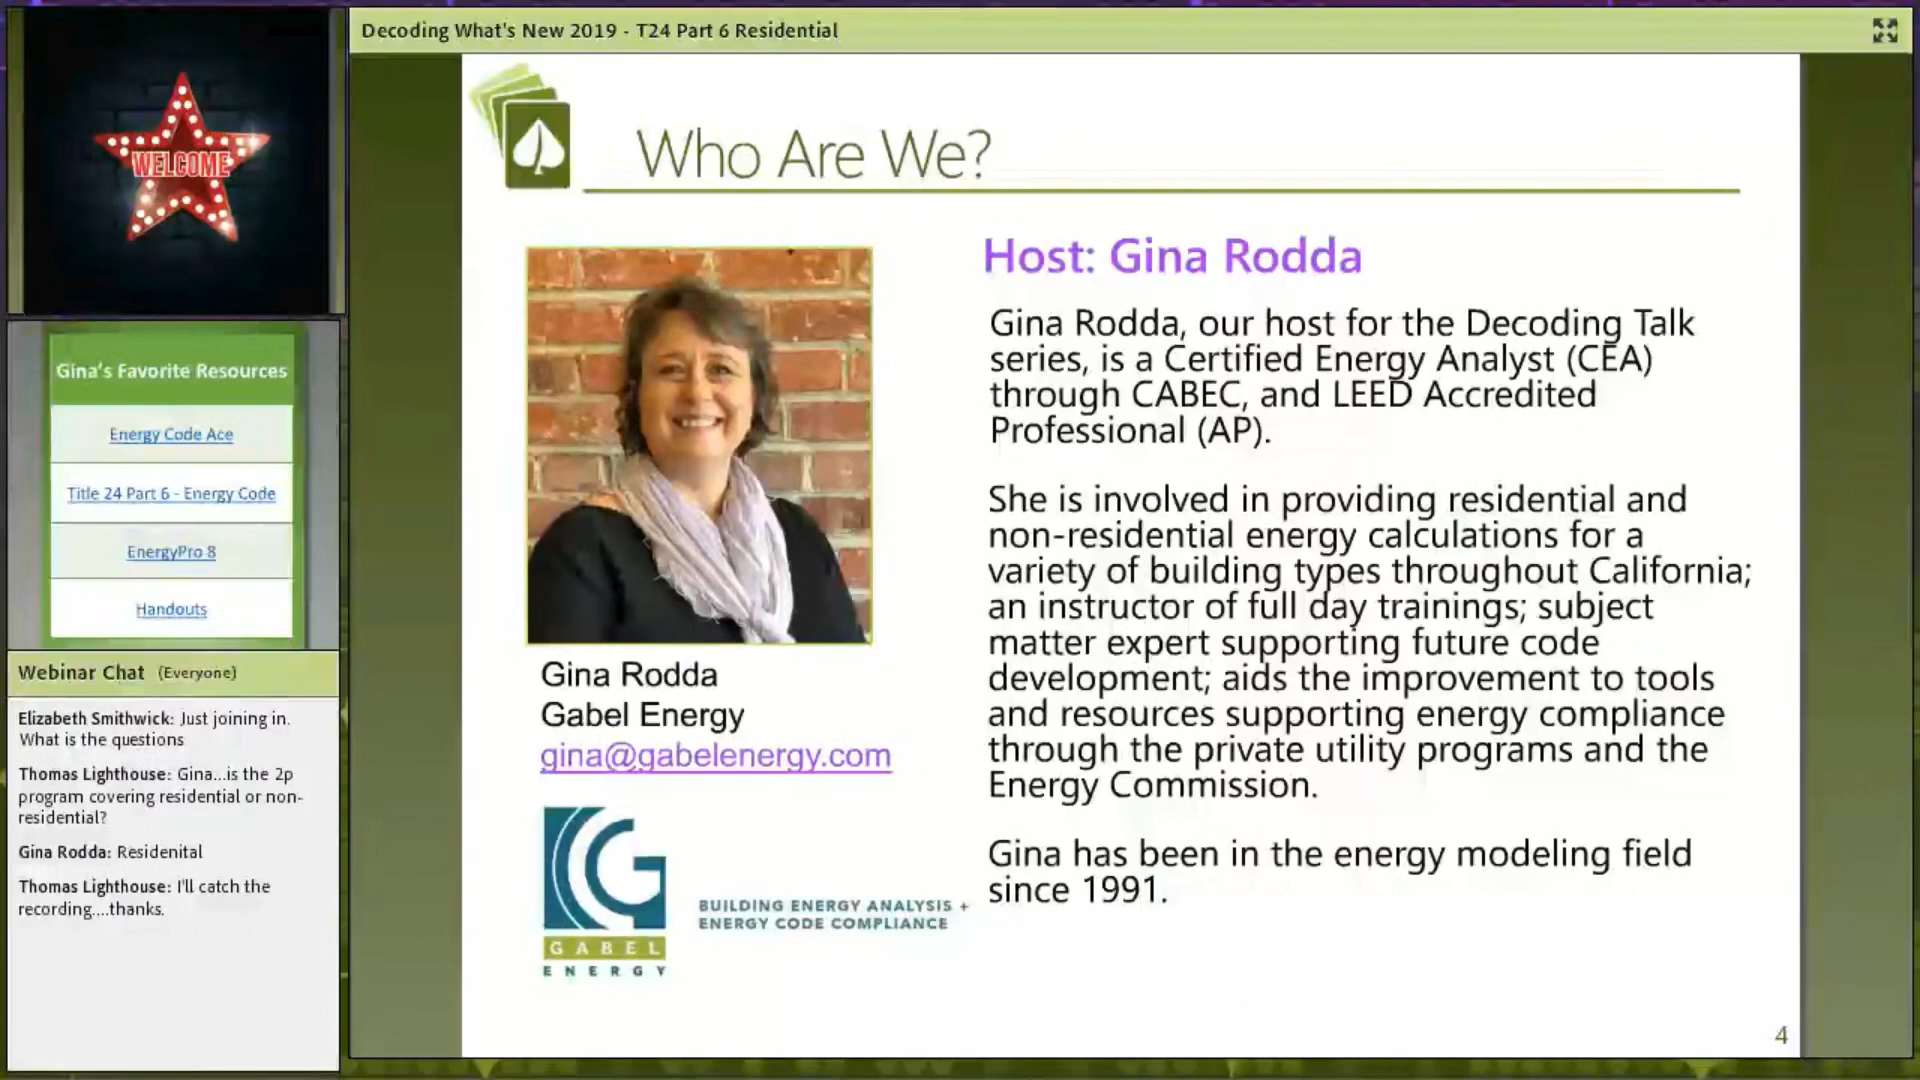 Decoding What's New 2019 - T24 Part 6 Residential
WELCOME
Gina's Favorite Resources
Energy Code Ace
Title 24 Part 6 - Energy Code
EnergyPro 8
Handouts
Webinar Chat (Everyone)
Elizabeth Smithwick: Just joining in.
What is the questions
Thomas Lighthouse: Gina...is the 2p
program covering residential or non-
residential?
Gina Rodda: Residenital
Thomas Lighthouse: I'll catch the
recording....thanks.
Who Are We?
Gina Rodda
Gabel Energy
gina@gabelenergy.com
GABEL
ENERGY
BUILDING ENERGY ANALYSIS +
ENERGY CODE COMPLIANCE
Host: Gina Rodda
Gina Rodda, our host for the Decoding Talk
series, is a Certified Energy Analyst (CEA)
through CABEC, and LEED Accredited
Professional (AP).
She is involved in providing residential and
non-residential energy calculations for a
variety of building types throughout California;
an instructor of full day trainings; subject
matter expert supporting future code
development; aids the improvement to tools
and resources supporting energy compliance
through the private utility programs and the
Energy Commission.
Gina has been in the energy modeling field
since 1991.
4